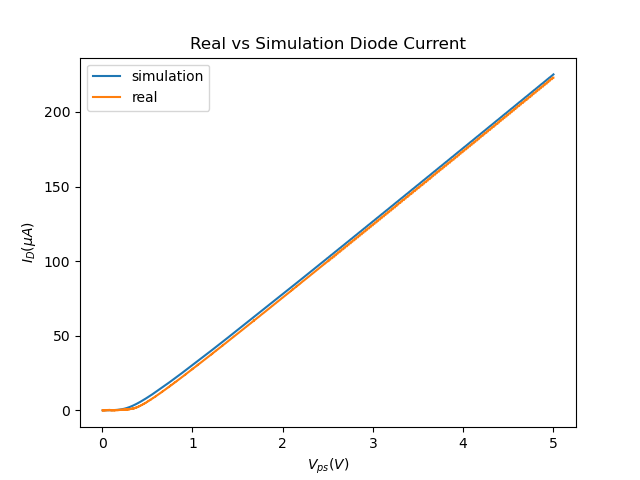 Real vs Simulation Diode Current
simulation
real
200
150
100
50
0
I_D(μA)
0 1 2 3 4 5
V_ps(V)